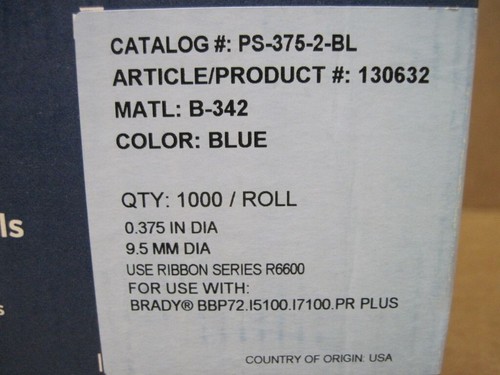 CATALOG #: PS-375-2-BL
ARTICLE/PRODUCT #: 130632
MATL: B-342
COLOR: BLUE
QTY: 1000 / ROLL
0.375 IN DIA
9.5 MM DIA
USE RIBBON SERIES R6600
FOR USE WITH:
BRADY® BBP72.I5100.I7100.PR PLUS
COUNTRY OF ORIGIN: USA
ls
s